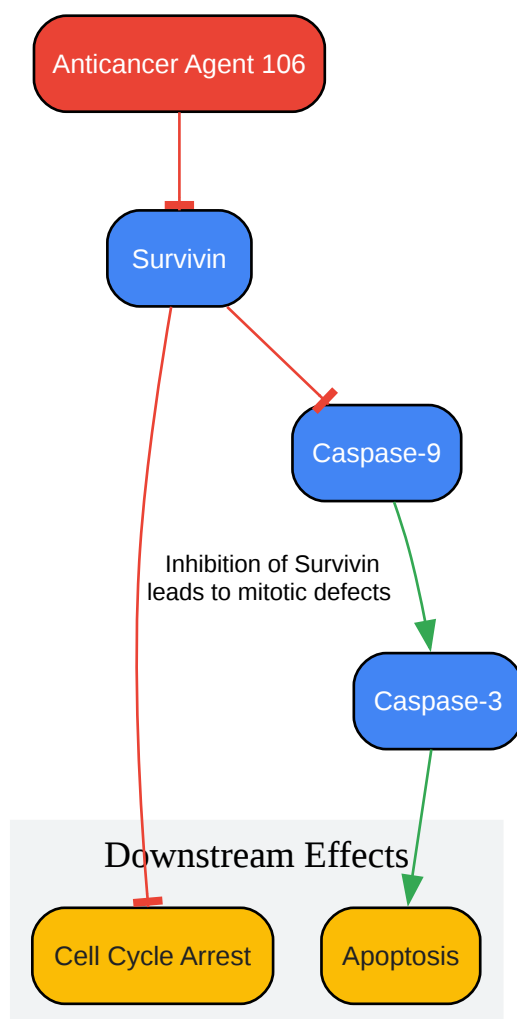 Anticancer Agent 106
Survivin
Caspase-9
Inhibition of Survivin
leads to mitotic defects
Caspase-3
Downstream Effects
Cell Cycle Arrest
Apoptosis